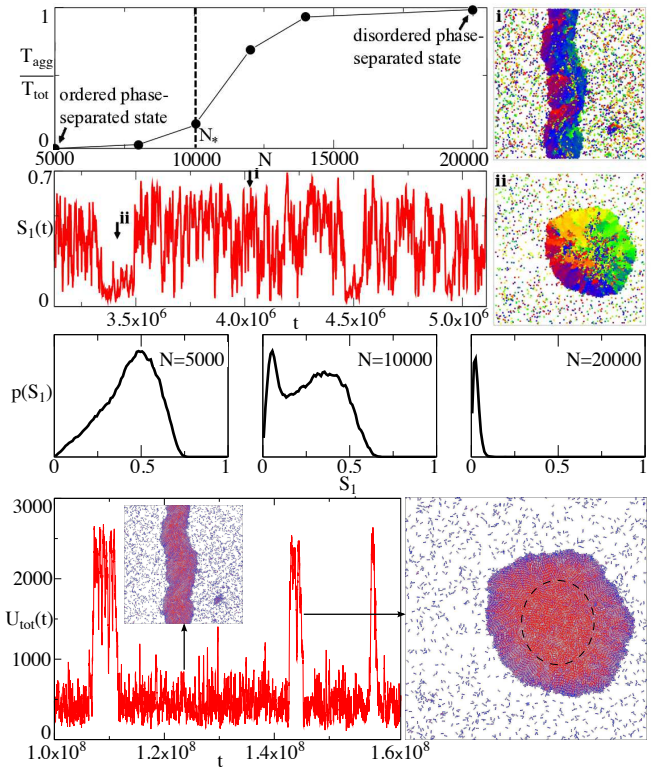 1
T_agg
T_tot
0
disordered phase-
separated state
ordered phase-
separated state
N_*
5000 10000 N 15000 20000
i
0.7
S_1(t)
0
ii
i
3.5x10^6 4.0x10^6 t 4.5x10^6 5.0x10^6
ii
p(S_1)
N=5000
N=10000
N=20000
0 0.5 1 0 0.5 1 0 0.5 1
S_1
3000
2000
U_tot(t)
1000
0
1.0x10^8 1.2x10^8 t 1.4x10^8 1.6x10^8